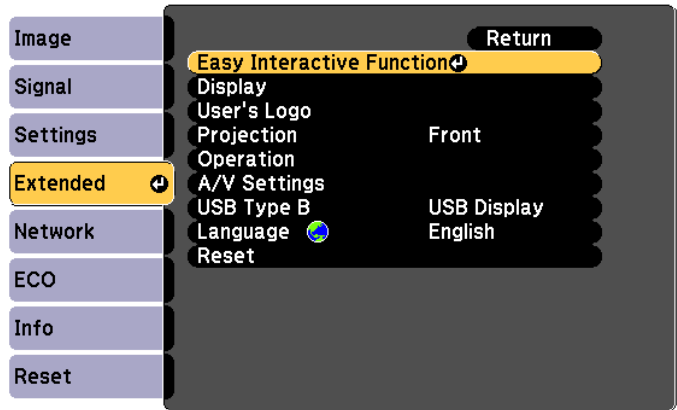 Image
Signal
Settings
Extended
Network
ECO
Info
Reset
Return
Easy Interactive Function
Display
User's Logo
Projection Front
Operation
A/V Settings
USB Type B USB Display
Language English
Reset